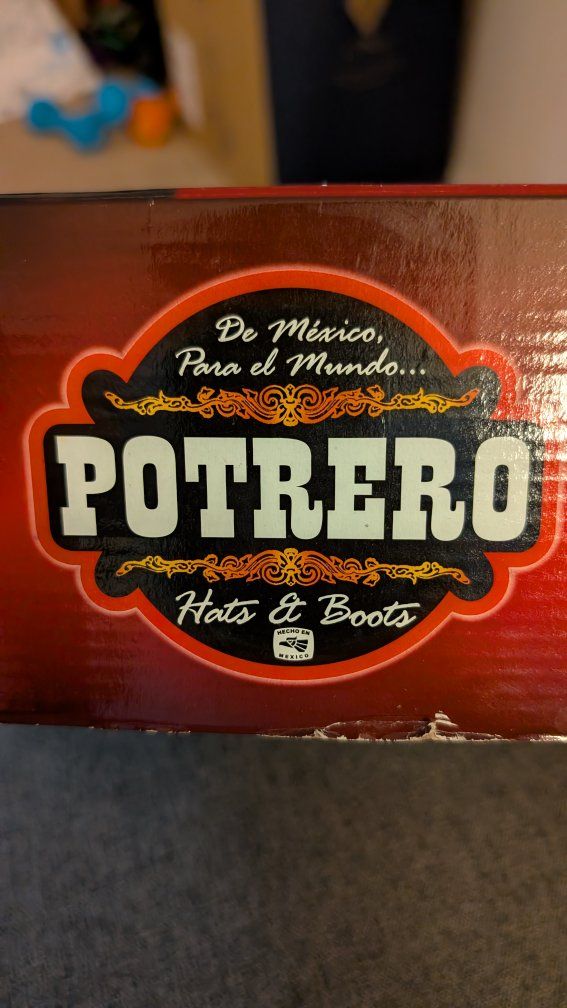 De México,
Para el Mundo...
POTRERO
Hats & Boots
HECHO EN
MEXICO